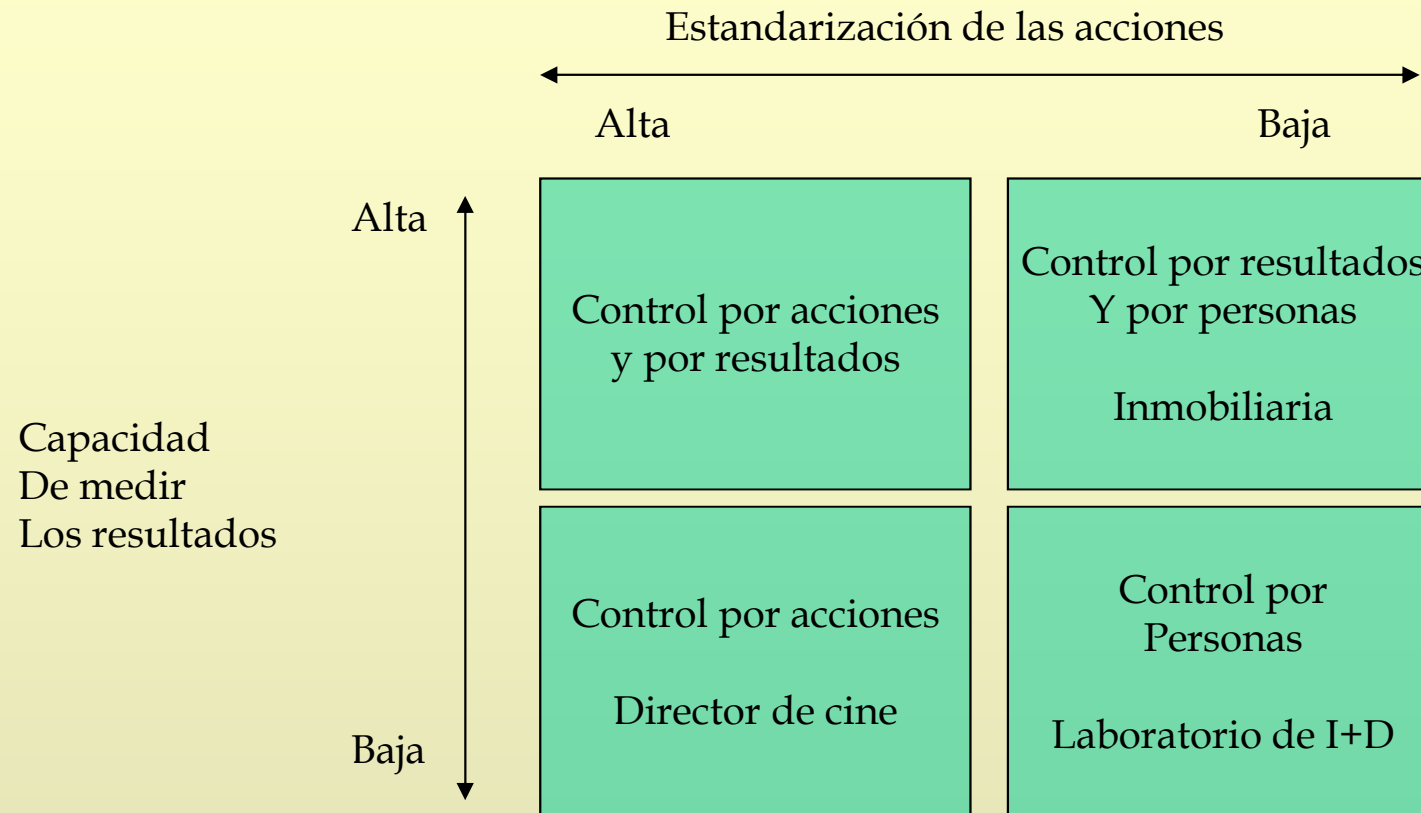 Estandarización de las acciones
Alta
Baja
Alta
Control por acciones
y por resultados
Control por resultados
Y por personas
Inmobiliaria
Capacidad
De medir
Los resultados
Baja
Control por acciones
Director de cine
Control por
Personas
Laboratorio de I+D